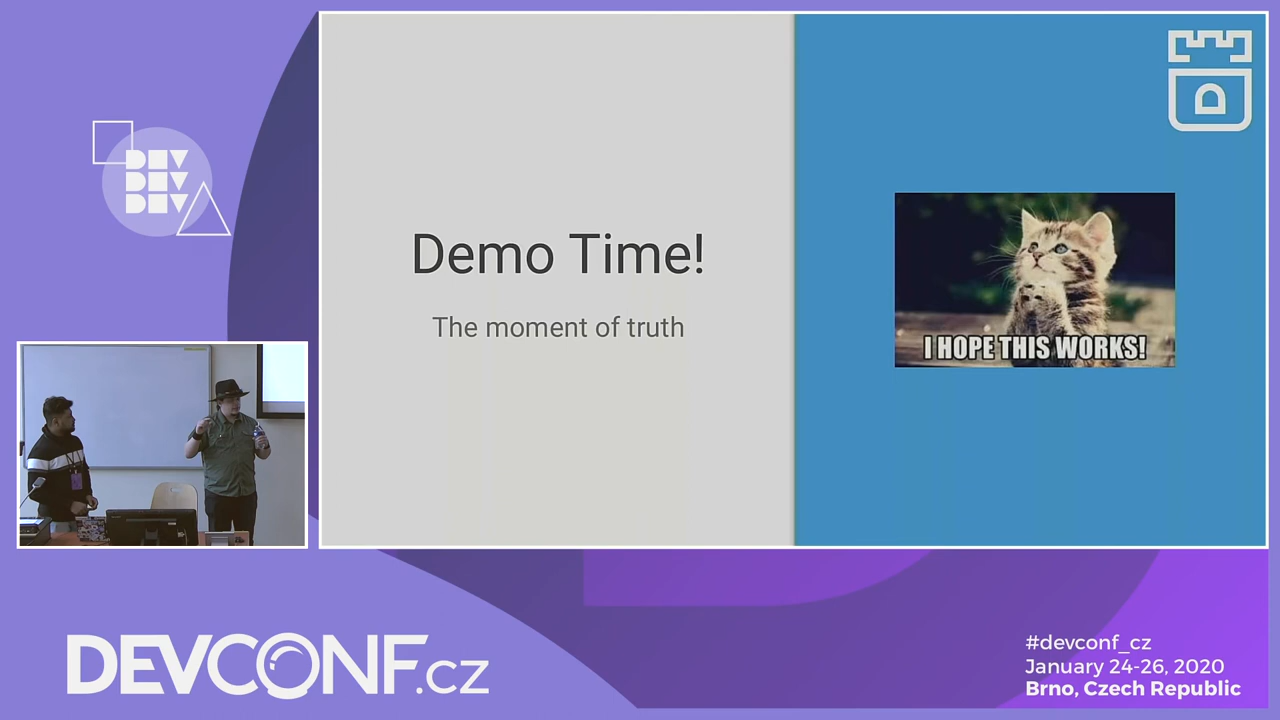 DEV
DEV
DEV
Demo Time!
The moment of truth
I HOPE THIS WORKS!
DEVCONF.cz
#devconf_cz
January 24-26, 2020
Brno, Czech Republic